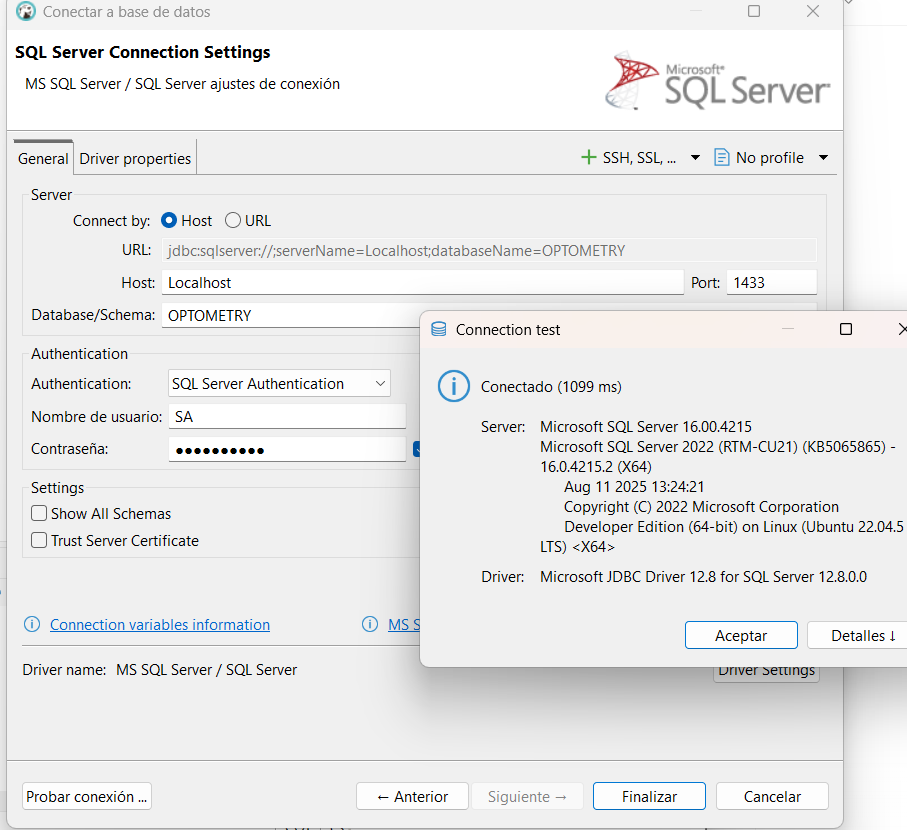 Conectar a base de datos
SQL Server Connection Settings
MS SQL Server / SQL Server ajustes de conexión
Microsoft®
SQL Server®
General
Driver properties
SSH, SSL, ...
No profile
Server
Connect by:
Host
URL
URL:
jdbc:sqlserver://;serverName=Localhost;databaseName=OPTOMETRY
Host:
Localhost
Port:
1433
Database/Schema:
OPTOMETRY
Authentication
Authentication:
SQL Server Authentication
Nombre de usuario:
SA
Contraseña:
••••••••••
Settings
Show All Schemas
Trust Server Certificate
Connection variables information
MS S
Driver name:
MS SQL Server / SQL Server
Driver Settings
Probar conexión ...
← Anterior
Siguiente →
Finalizar
Cancelar
Connection test
Conectado (1099 ms)
Server:
Microsoft SQL Server 16.00.4215
Microsoft SQL Server 2022 (RTM-CU21) (KB5065865) -
16.0.4215.2 (X64)
Aug 11 2025 13:24:21
Copyright (C) 2022 Microsoft Corporation
Developer Edition (64-bit) on Linux (Ubuntu 22.04.5
LTS) <X64>
Driver:
Microsoft JDBC Driver 12.8 for SQL Server 12.8.0.0
Aceptar
Detalles ↓